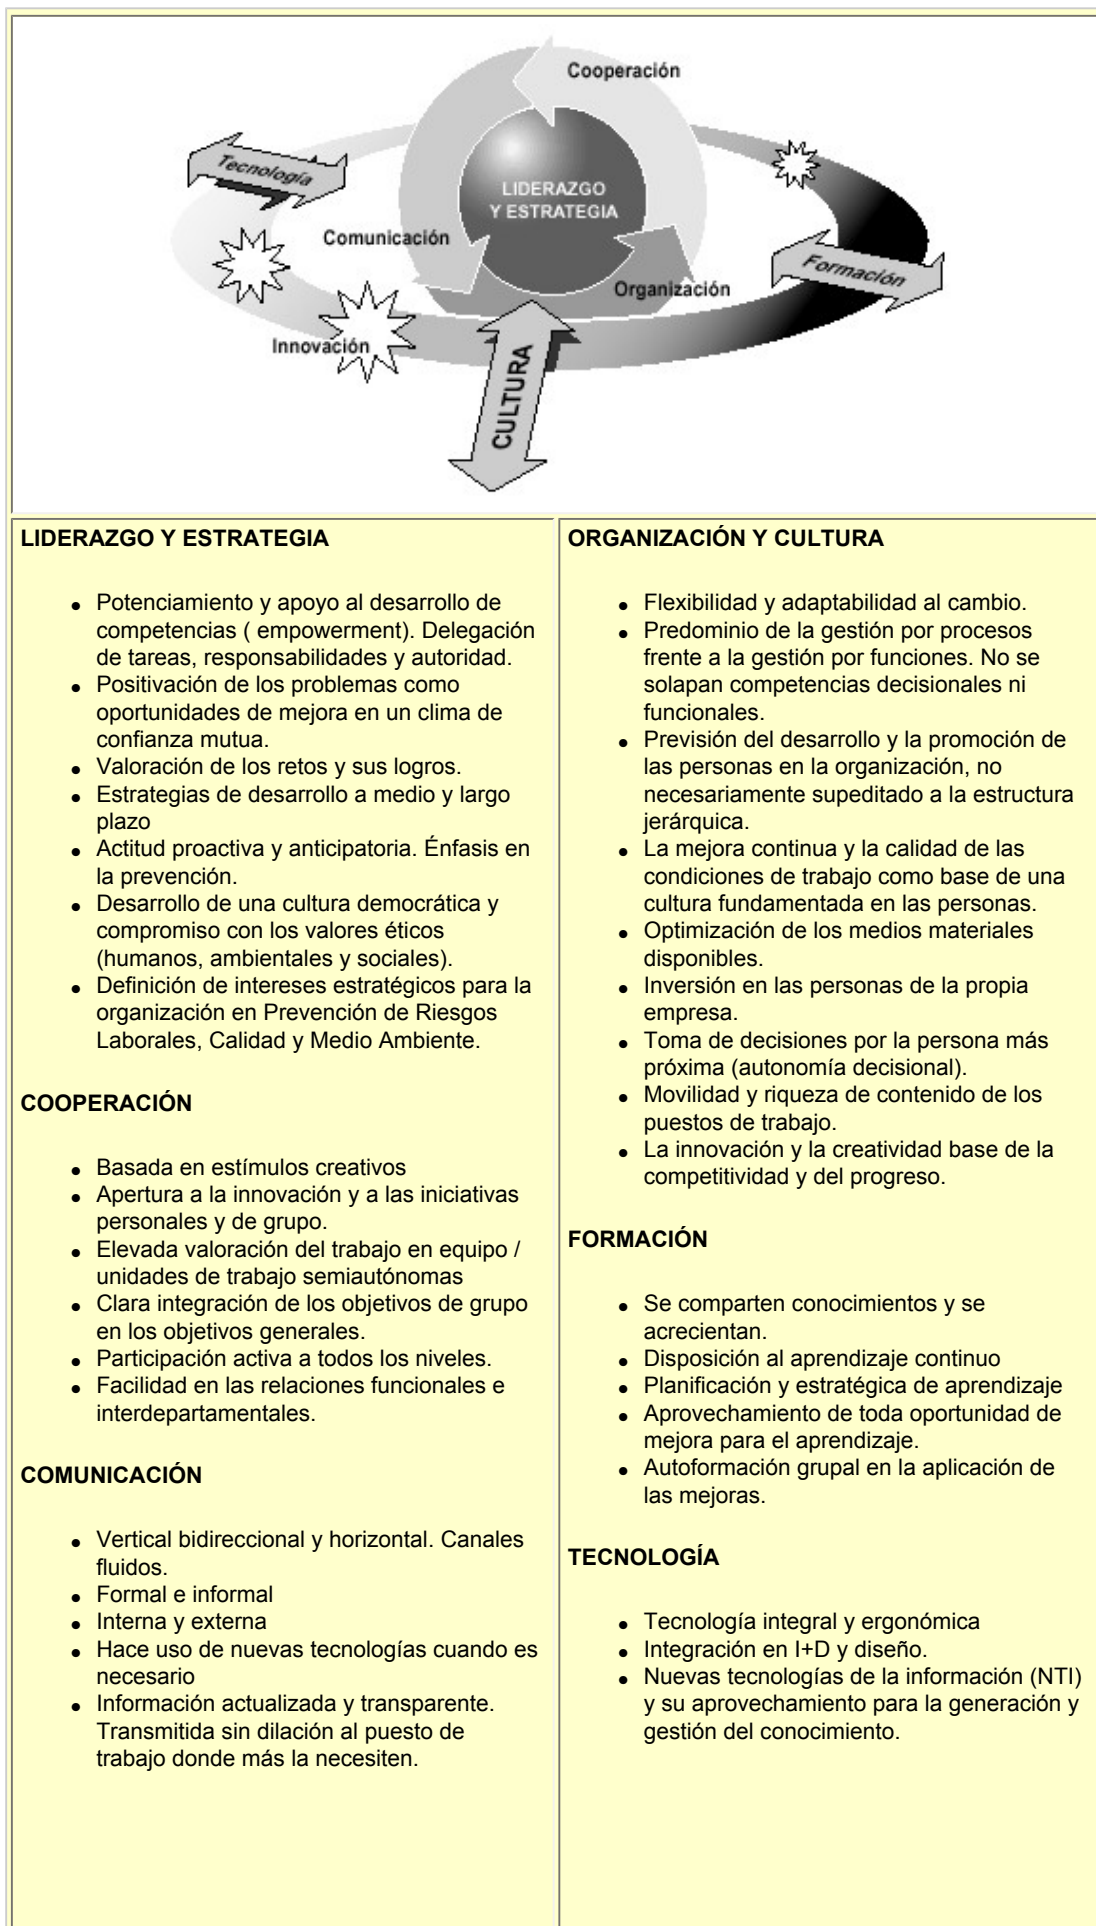 Cooperación
Tecnología
LIDERAZGO
Y ESTRATEGIA
Comunicación
Formación
Organización
Innovación
CULTURA
LIDERAZGO Y ESTRATEGIA
Potenciamiento y apoyo al desarrollo de
competencias ( empowerment). Delegación
de tareas, responsabilidades y autoridad.
Positivación de los problemas como
oportunidades de mejora en un clima de
confianza mutua.
Valoración de los retos y sus logros.
Estrategias de desarrollo a medio y largo
plazo
Actitud proactiva y anticipatoria. Énfasis en
la prevención.
Desarrollo de una cultura democrática y
compromiso con los valores éticos
(humanos, ambientales y sociales).
Definición de intereses estratégicos para la
organización en Prevención de Riesgos
Laborales, Calidad y Medio Ambiente.
COOPERACIÓN
Basada en estímulos creativos
Apertura a la innovación y a las iniciativas
personales y de grupo.
Elevada valoración del trabajo en equipo /
unidades de trabajo semiautónomas
Clara integración de los objetivos de grupo
en los objetivos generales.
Participación activa a todos los niveles.
Facilidad en las relaciones funcionales e
interdepartamentales.
COMUNICACIÓN
Vertical bidireccional y horizontal. Canales
fluidos.
Formal e informal
Interna y externa
Hace uso de nuevas tecnologías cuando es
necesario
Información actualizada y transparente.
Transmitida sin dilación al puesto de
trabajo donde más la necesiten.
ORGANIZACIÓN Y CULTURA
Flexibilidad y adaptabilidad al cambio.
Predominio de la gestión por procesos
frente a la gestión por funciones. No se
solapan competencias decisionales ni
funcionales.
Previsión del desarrollo y la promoción de
las personas en la organización, no
necesariamente supeditado a la estructura
jerárquica.
La mejora continua y la calidad de las
condiciones de trabajo como base de una
cultura fundamentada en las personas.
Optimización de los medios materiales
disponibles.
Inversión en las personas de la propia
empresa.
Toma de decisiones por la persona más
próxima (autonomía decisional).
Movilidad y riqueza de contenido de los
puestos de trabajo.
La innovación y la creatividad base de la
competitividad y del progreso.
FORMACIÓN
Se comparten conocimientos y se
acrecientan.
Disposición al aprendizaje continuo
Planificación y estratégica de aprendizaje
Aprovechamiento de toda oportunidad de
mejora para el aprendizaje.
Autoformación grupal en la aplicación de
las mejoras.
TECNOLOGÍA
Tecnología integral y ergonómica
Integración en I+D y diseño.
Nuevas tecnologías de la información (NTI)
y su aprovechamiento para la generación y
gestión del conocimiento.